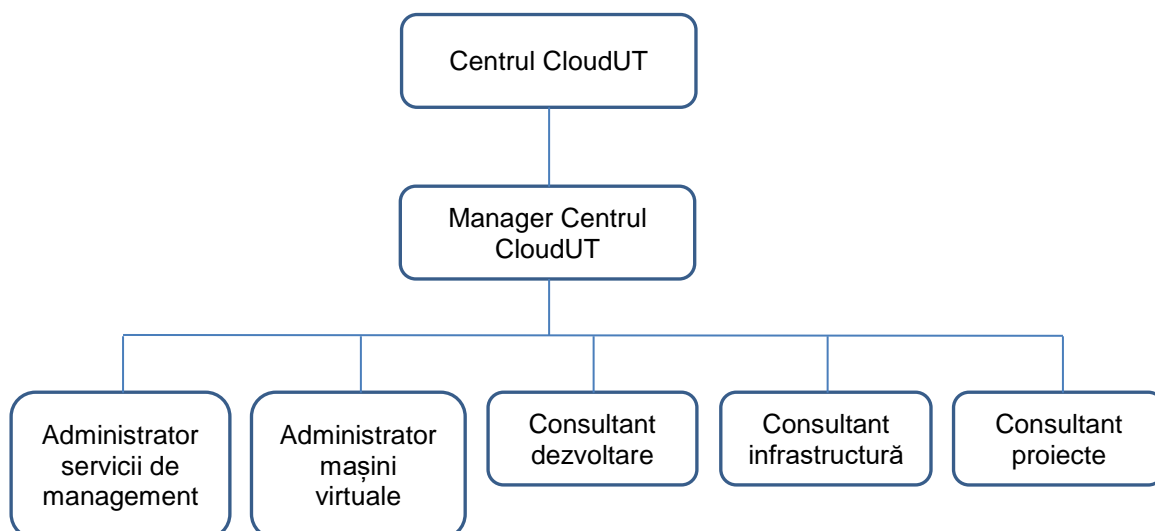 Centrul CloudUT
Manager Centrul
CloudUT
Administrator
servicii de
management
Administrator
mașini
virtuale
Consultant
dezvoltare
Consultant
infrastructură
Consultant
proiecte